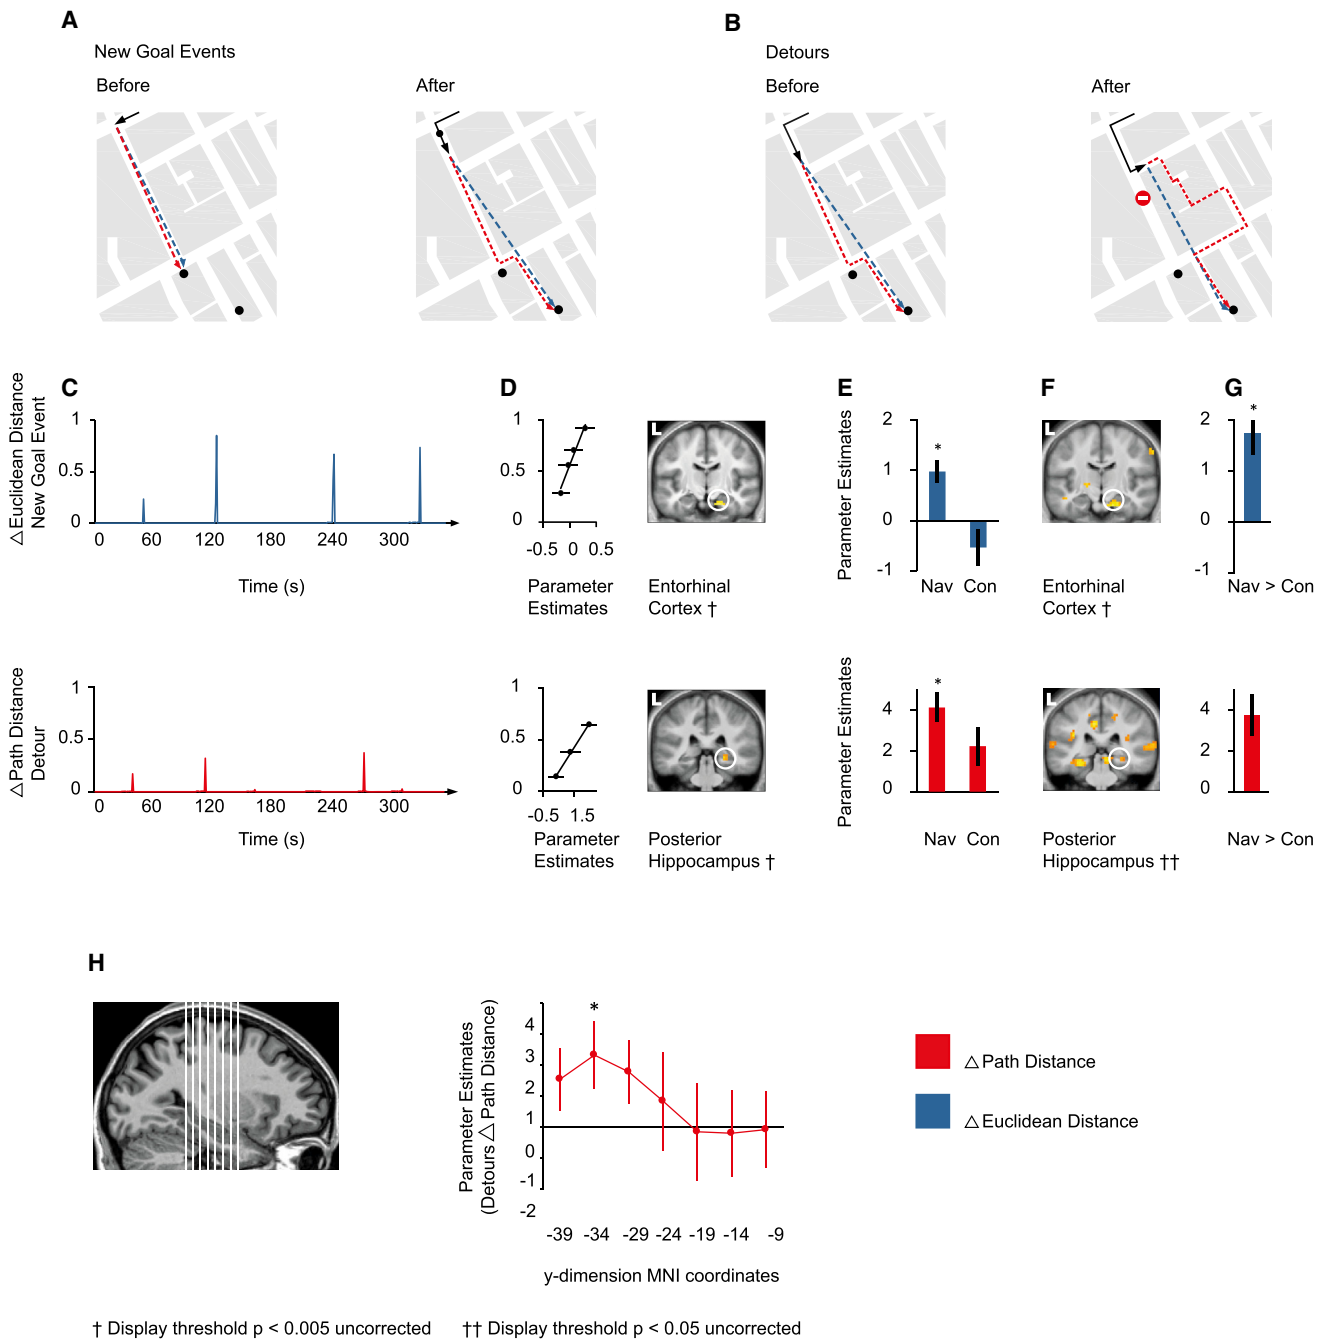 A
New Goal Events
Before
After
B
Detours
Before
After
C
△Euclidean Distance
New Goal Event
1
0.5
0
0 60 120 180 240 300
Time (s)
D
1
0.5
0
-0.5 0 0.5
Parameter
Estimates
L
Entorhinal
Cortex †
E
Parameter Estimates
2
1
0
-1
*
Nav Con
F
L
Entorhinal
Cortex †
G
2
1
0
-1
*
Nav > Con
△Path Distance
Detour
1
0.5
0
0 60 120 180 240 300
Time (s)
1
0.5
0
-0.5 1.5
Parameter
Estimates
L
Posterior
Hippocampus †
Parameter Estimates
4
2
0
*
Nav Con
L
Posterior
Hippocampus ††
4
2
0
Nav > Con
H
Parameter Estimates
(Detours △ Path Distance)
4
3
2
1
0
-1
-2
*
-39 -34 -29 -24 -19 -14 -9
y-dimension MNI coordinates
△Path Distance
△Euclidean Distance
† Display threshold p < 0.005 uncorrected †† Display threshold p < 0.05 uncorrected